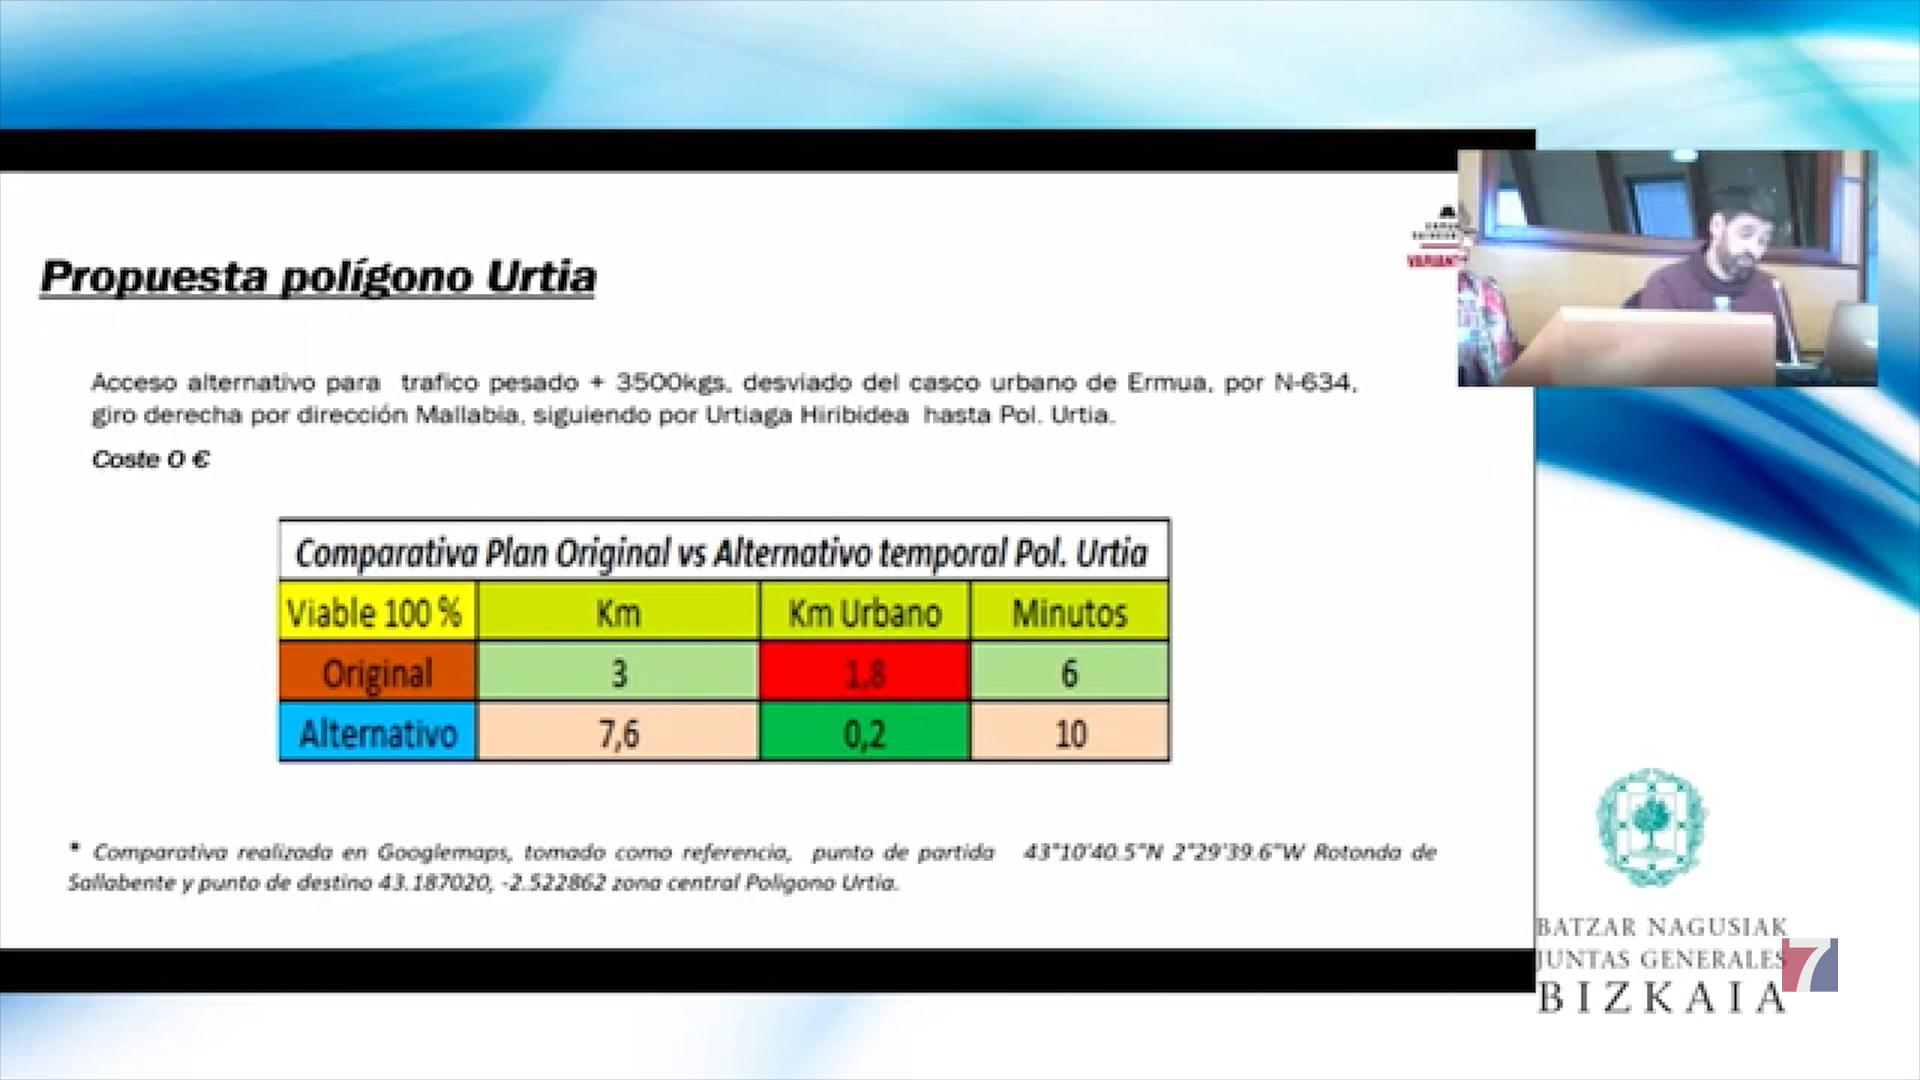 Propuesta polígono Urtia
VARIANT
Acceso alternativo para trafico pesado + 3500kgs, desviado del casco urbano de Ermua, por N-634,
giro derecha por dirección Mallabia, siguiendo por Urtiaga Hiribidea hasta Pol. Urtia.
Coste 0 €
Comparativa Plan Original vs Alternativo temporal Pol. Urtia
Viable 100 % Km Km Urbano Minutos
Original 3 1,8 6
Alternativo 7,6 0,2 10
* Comparativa realizada en Googlemaps, tomado como referencia, punto de partida 43°10'40.5"N 2°29'39.6"W Rotonda de
Sallabente y punto de destino 43.187020, -2.522862 zona central Poligono Urtia.
BATZAR NAGUSIAK
JUNTAS GENERALES
BIZKAIA
7